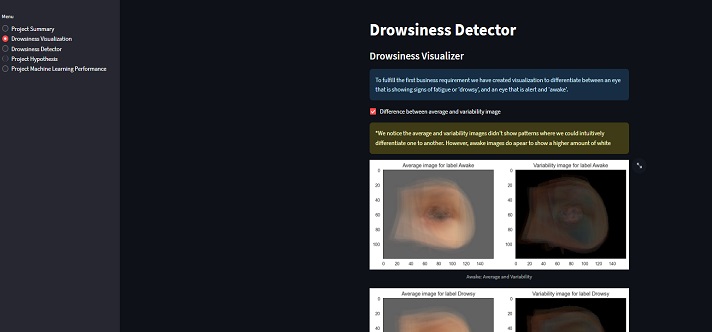 Menu
Project Summary
Drowsiness Visualization
Drowsiness Detector
Project Hypothesis
Project Machine Learning Performance
Drowsiness Detector
Drowsiness Visualizer
To fulfill the first business requirement we have created visualization to differentiate between an eye
that is showing signs of fatigue or 'drowsy', and an eye that is alert and 'awake'.
Difference between average and variability image
*We notice the average and variability images didn't show patterns where we could intuitively
differentiate one to another. However, awake images do apear to show a higher amount of white
Average image for label Awake
Variability image for label Awake
0
20
40
60
80
100
0 20 40 60 80 100 120 140
0
20
40
60
80
100
0 20 40 60 80 100 120 140
Awake: Average and Variability
Average image for label Drowsy
Variability image for label Drowsy
0
20
40
0
20
40